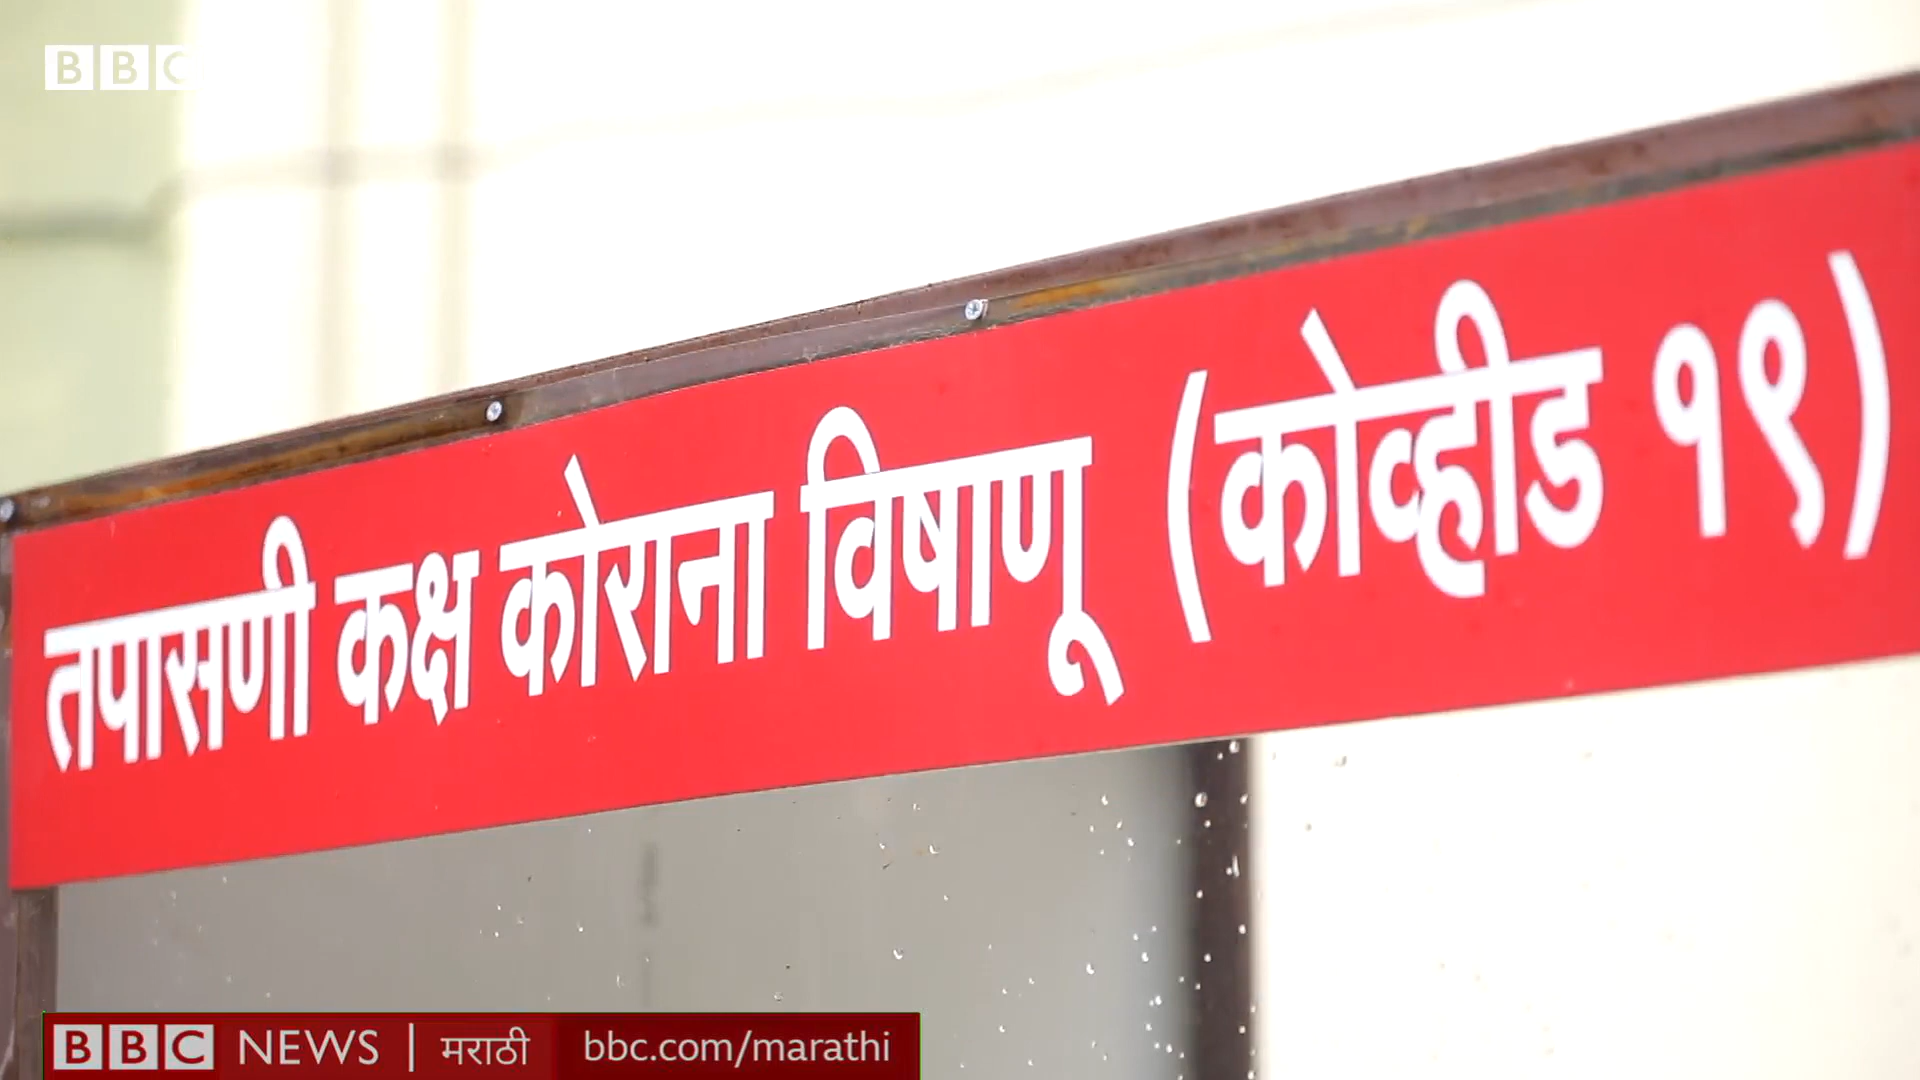 BBC
तपासणी कक्ष कोराना विषाणू (कोव्हीड १९)
BBC NEWS | मराठी bbc.com/marathi